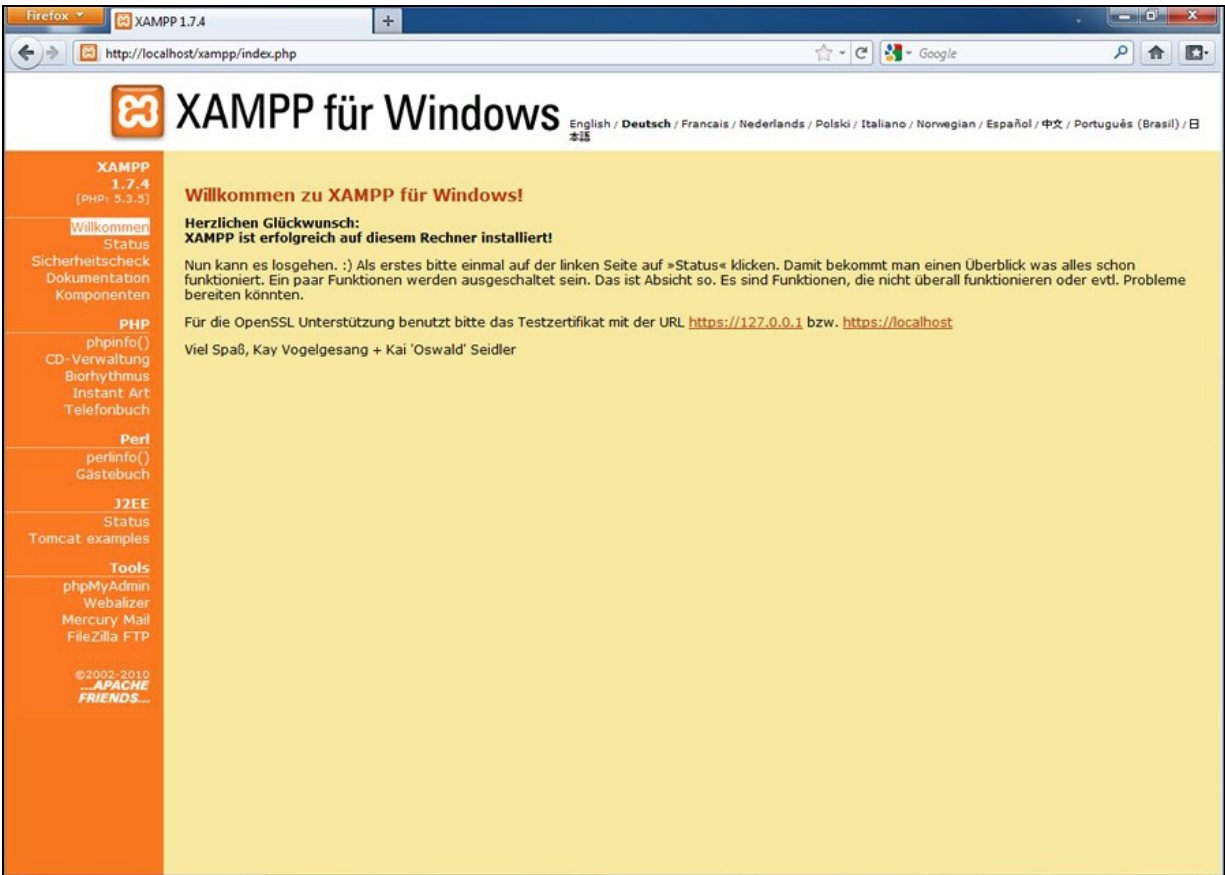 Firefox
XAMPP 1.7.4
http://localhost/xampp/index.php
Google
XAMPP für Windows
English / Deutsch / Francais / Nederlands / Polski / Italiano / Norwegian / Español / 中文 / Português (Brasil) / 日
本語
XAMPP
1.7.4
[PHP: 5.3.5]
Willkommen
Status
Sicherheitscheck
Dokumentation
Komponenten
PHP
phpinfo()
CD-Verwaltung
Biorhythmus
Instant Art
Telefonbuch
Perl
perlinfo()
Gästebuch
J2EE
Status
Tomcat examples
Tools
phpMyAdmin
Webalizer
Mercury Mail
FileZilla FTP
©2002-2010
...APACHE
FRIENDS...
Willkommen zu XAMPP für Windows!
Herzlichen Glückwunsch:
XAMPP ist erfolgreich auf diesem Rechner installiert!
Nun kann es losgehen. :) Als erstes bitte einmal auf der linken Seite auf »Status« klicken. Damit bekommt man einen Überblick was alles schon
funktioniert. Ein paar Funktionen werden ausgeschaltet sein. Das ist Absicht so. Es sind Funktionen, die nicht überall funktionieren oder evtl. Probleme
bereiten könnten.
Für die OpenSSL Unterstützung benutzt bitte das Testzertifikat mit der URL https://127.0.0.1 bzw. https://localhost
Viel Spaß, Kay Vogelgesang + Kai 'Oswald' Seidler